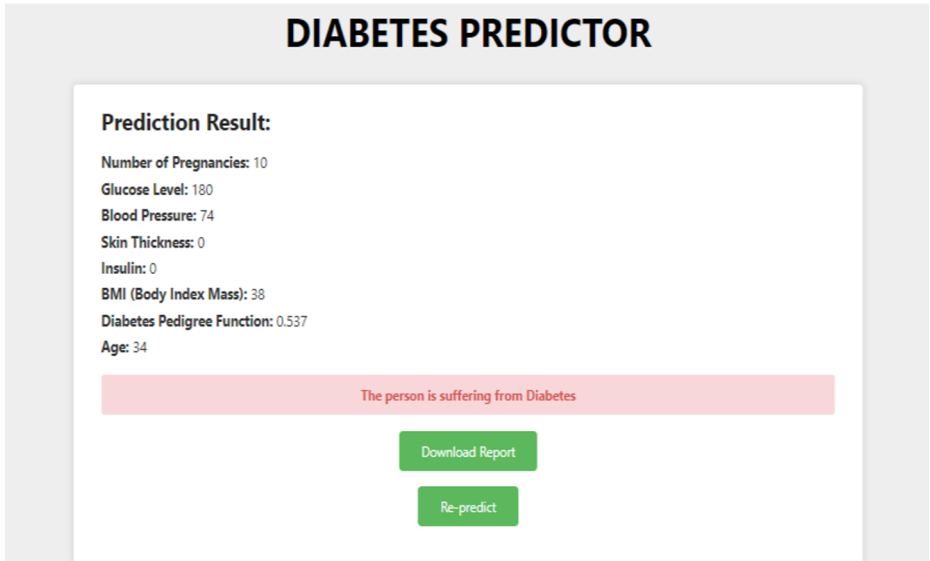 DIABETES PREDICTOR
Prediction Result:
Number of Pregnancies: 10
Glucose Level: 180
Blood Pressure: 74
Skin Thickness: 0
Insulin: 0
BMI (Body Index Mass): 38
Diabetes Pedigree Function: 0.537
Age: 34
The person is suffering from Diabetes
Download Report
Re-predict